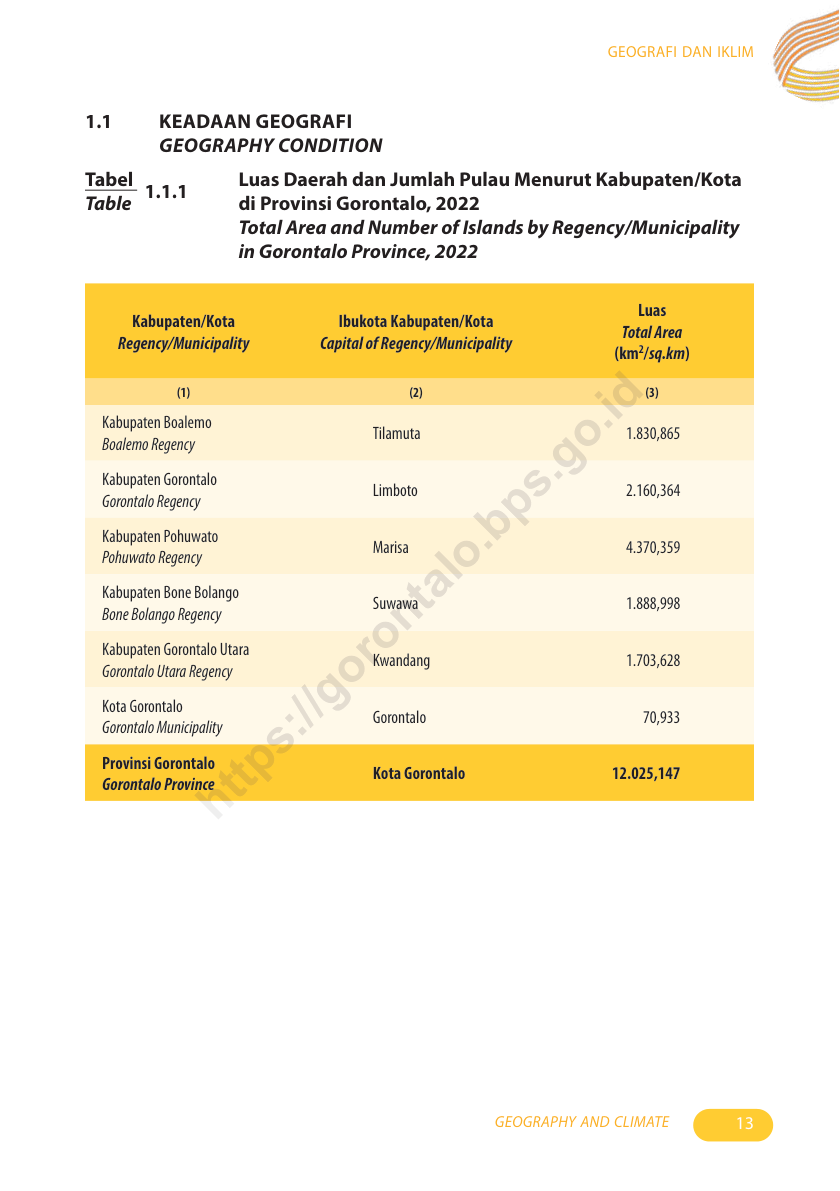 GEOGRAFI DAN IKLIM
1.1 KEADAAN GEOGRAFI
GEOGRAPHY CONDITION
Tabel
Table
1.1.1
Luas Daerah dan Jumlah Pulau Menurut Kabupaten/Kota
di Provinsi Gorontalo, 2022
Total Area and Number of Islands by Regency/Municipality
in Gorontalo Province, 2022
Kabupaten/Kota
Regency/Municipality
Ibukota Kabupaten/Kota
Capital of Regency/Municipality
Luas
Total Area
(km²/sq.km)
(1) (2) (3)
Kabupaten Boalemo
Boalemo Regency
Tilamuta 1.830,865
Kabupaten Gorontalo
Gorontalo Regency
Limboto 2.160,364
Kabupaten Pohuwato
Pohuwato Regency
Marisa 4.370,359
Kabupaten Bone Bolango
Bone Bolango Regency
Suwawa 1.888,998
Kabupaten Gorontalo Utara
Gorontalo Utara Regency
Kwandang 1.703,628
Kota Gorontalo
Gorontalo Municipality
Gorontalo 70,933
Provinsi Gorontalo
Gorontalo Province
Kota Gorontalo 12.025,147
https://gorontalo.bps.go.id
GEOGRAPHY AND CLIMATE 13